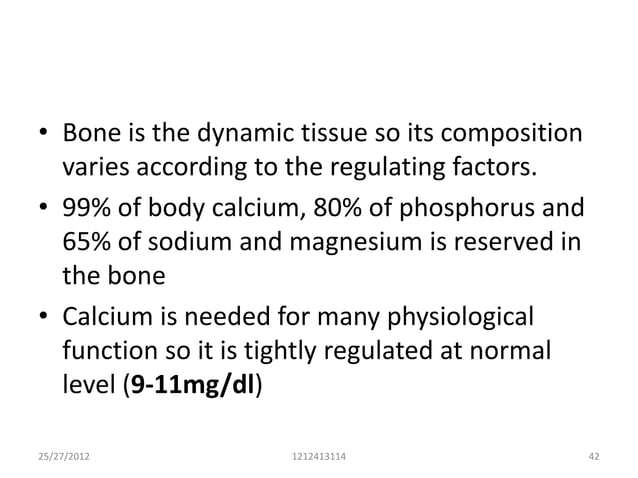 • Bone is the dynamic tissue so its composition
varies according to the regulating factors.
• 99% of body calcium, 80% of phosphorus and
65% of sodium and magnesium is reserved in
the bone
• Calcium is needed for many physiological
function so it is tightly regulated at normal
level (9-11mg/dl)
25/27/2012 1212413114 42